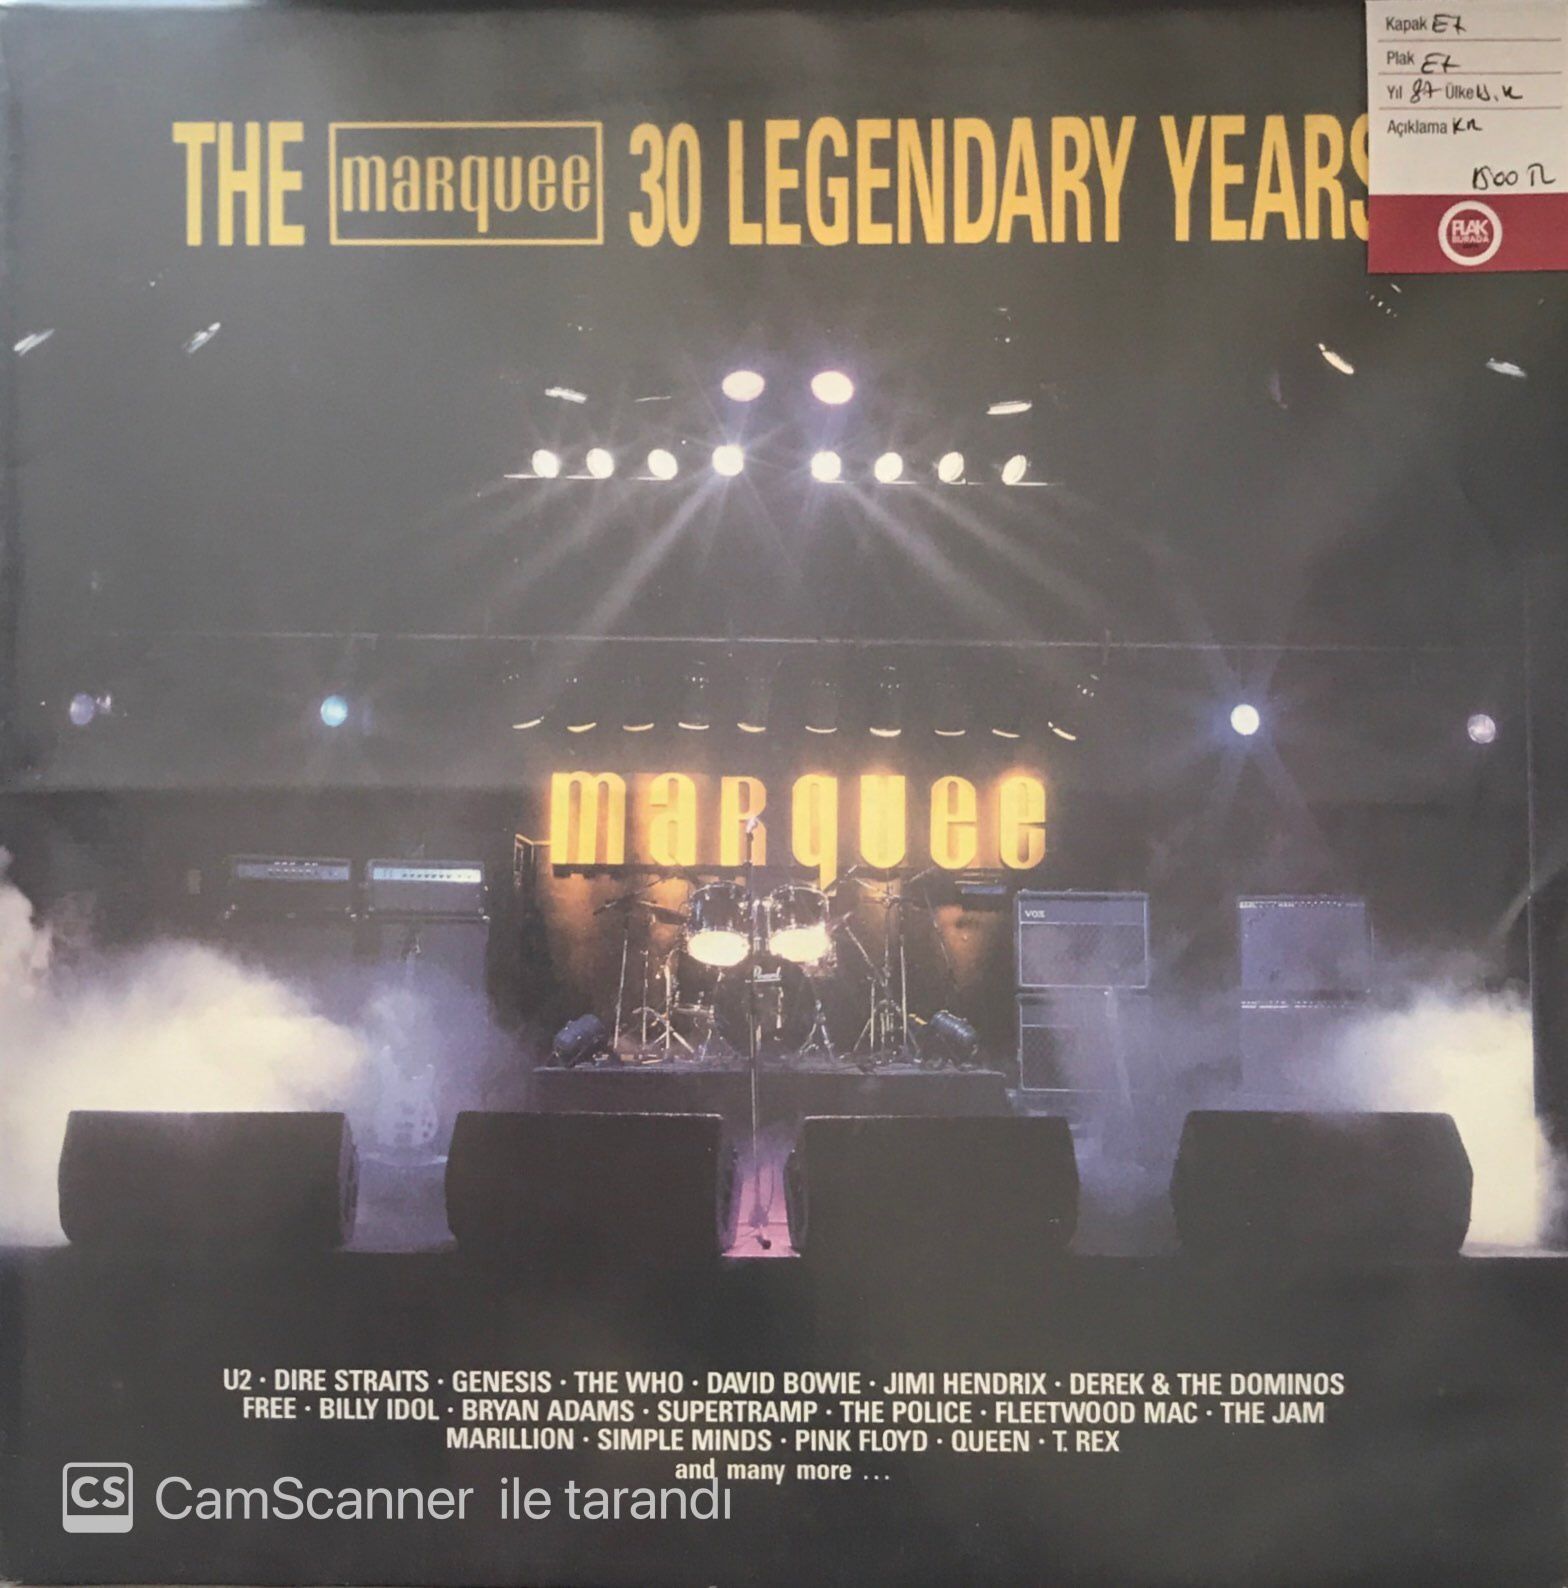 Kapak EX
Plak EX
Yıl 87 Ülke U.K
Açıklama
1500 TL
PLAK
BURADA
THE marquee 30 LEGENDARY YEARS
marquee
VOX
Pearl
U2 · DIRE STRAITS · GENESIS · THE WHO · DAVID BOWIE · JIMI HENDRIX · DEREK & THE DOMINOS
FREE · BILLY IDOL · BRYAN ADAMS · SUPERTRAMP · THE POLICE · FLEETWOOD MAC · THE JAM
MARILLION · SIMPLE MINDS · PINK FLOYD · QUEEN · T. REX
and many more ...
CS CamScanner ile tarandı